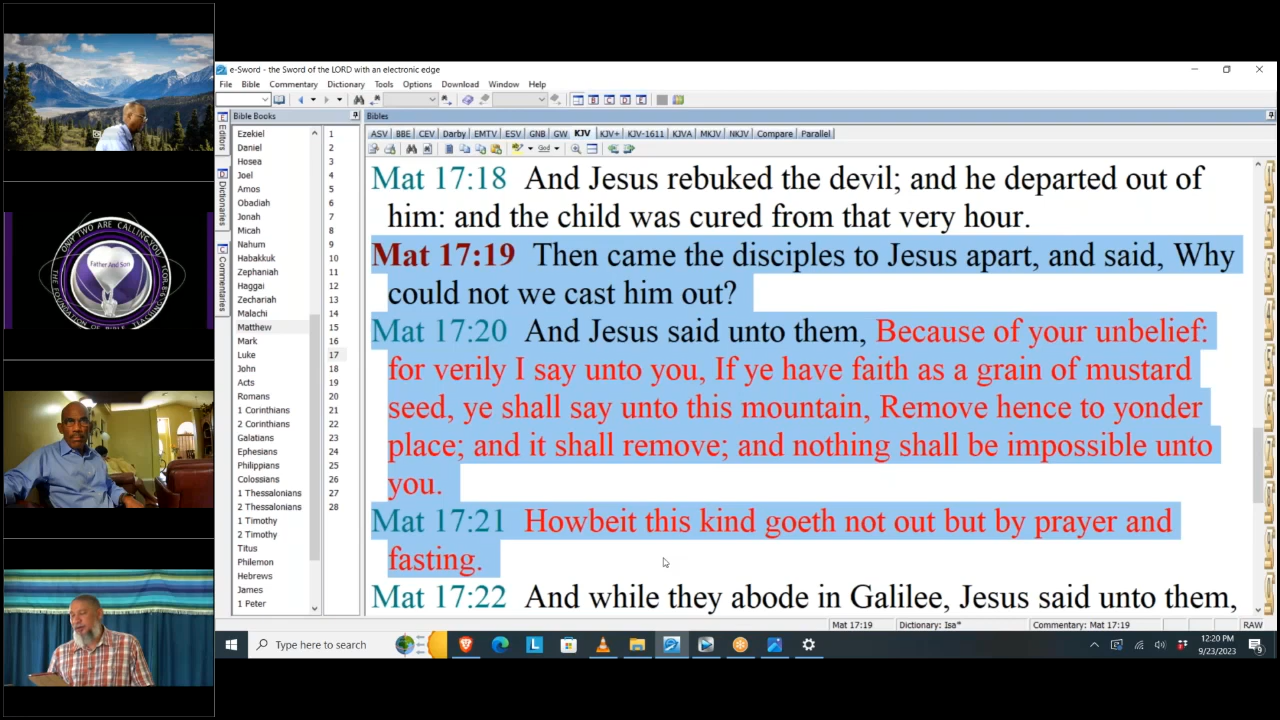 ONLY TWO ARE CALLING YOU
Father And Son
THE FOUNDATION OF BIBLE TEACHING
e-Sword - the Sword of the LORD with an electronic edge
File Bible Commentary Dictionary Tools Options Download Window Help
Bible Books
Bibles
ASV BBE CEV Darby EMTV ESV GNB GW KJV KJV+ KJV-1611 KJVA MKJV NKJV Compare Parallel
Editors
Dictionaries
Commentaries
Ezekiel 1
Daniel 2
Hosea 3
Joel 4
Amos 5
Obadiah 6
Jonah 7
Micah 8
Nahum 9
Habakkuk 10
Zephaniah 11
Haggai 12
Zechariah 13
Malachi 14
Matthew 15
Mark 16
Luke 17
John 18
Acts 19
Romans 20
1 Corinthians 21
2 Corinthians 22
Galatians 23
Ephesians 24
Philippians 25
Colossians 26
1 Thessalonians 27
2 Thessalonians 28
1 Timothy
2 Timothy
Titus
Philemon
Hebrews
James
1 Peter
Mat 17:18 And Jesus rebuked the devil; and he departed out of
him: and the child was cured from that very hour.
Mat 17:19 Then came the disciples to Jesus apart, and said, Why
could not we cast him out?
Mat 17:20 And Jesus said unto them, Because of your unbelief:
for verily I say unto you, If ye have faith as a grain of mustard
seed, ye shall say unto this mountain, Remove hence to yonder
place; and it shall remove; and nothing shall be impossible unto
you.
Mat 17:21 Howbeit this kind goeth not out but by prayer and
fasting.
Mat 17:22 And while they abode in Galilee, Jesus said unto them,
Mat 17:19 Dictionary: Isa* Commentary: Mat 17:19 RAW
Type here to search
12:20 PM
9/23/2023